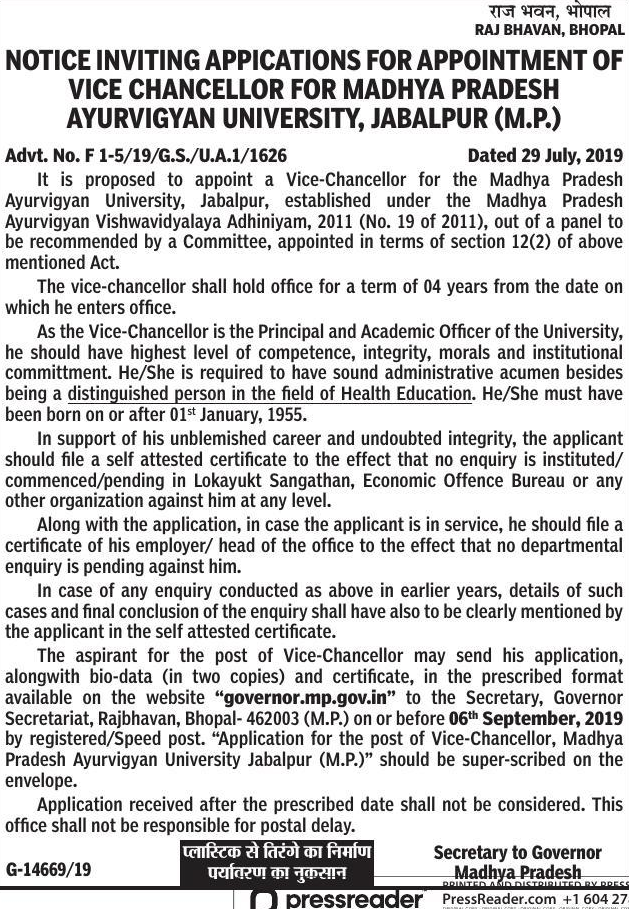 राज भवन, भोपाल
RAJ BHAVAN, BHOPAL
NOTICE INVITING APPICATIONS FOR APPOINTMENT OF
VICE CHANCELLOR FOR MADHYA PRADESH
AYURVIGYAN UNIVERSITY, JABALPUR (M.P.)
Advt. No. F 1-5/19/G.S./U.A.1/1626 Dated 29 July, 2019
It is proposed to appoint a Vice-Chancellor for the Madhya Pradesh
Ayurvigyan University, Jabalpur, established under the Madhya Pradesh
Ayurvigyan Vishwavidyalaya Adhiniyam, 2011 (No. 19 of 2011), out of a panel to
be recommended by a Committee, appointed in terms of section 12(2) of above
mentioned Act.
The vice-chancellor shall hold office for a term of 04 years from the date on
which he enters office.
As the Vice-Chancellor is the Principal and Academic Officer of the University,
he should have highest level of competence, integrity, morals and institutional
committment. He/She is required to have sound administrative acumen besides
being a distinguished person in the field of Health Education. He/She must have
been born on or after 01st January, 1955.
In support of his unblemished career and undoubted integrity, the applicant
should file a self attested certificate to the effect that no enquiry is instituted/
commenced/pending in Lokayukt Sangathan, Economic Offence Bureau or any
other organization against him at any level.
Along with the application, in case the applicant is in service, he should file a
certificate of his employer/ head of the office to the effect that no departmental
enquiry is pending against him.
In case of any enquiry conducted as above in earlier years, details of such
cases and final conclusion of the enquiry shall have also to be clearly mentioned by
the applicant in the self attested certificate.
The aspirant for the post of Vice-Chancellor may send his application,
alongwith bio-data (in two copies) and certificate, in the prescribed format
available on the website “governor.mp.gov.in” to the Secretary, Governor
Secretariat, Rajbhavan, Bhopal- 462003 (M.P.) on or before 06th September, 2019
by registered/Speed post. “Application for the post of Vice-Chancellor, Madhya
Pradesh Ayurvigyan University Jabalpur (M.P.)” should be super-scribed on the
envelope.
Application received after the prescribed date shall not be considered. This
office shall not be responsible for postal delay.
प्लास्टिक से तिरंगे का निर्माण
पर्यावरण का नुकसान
G-14669/19
Secretary to Governor
Madhya Pradesh
PRINTED AND DISTRIBUTED BY PRESS
pressreader PressReader.com +1 604 27